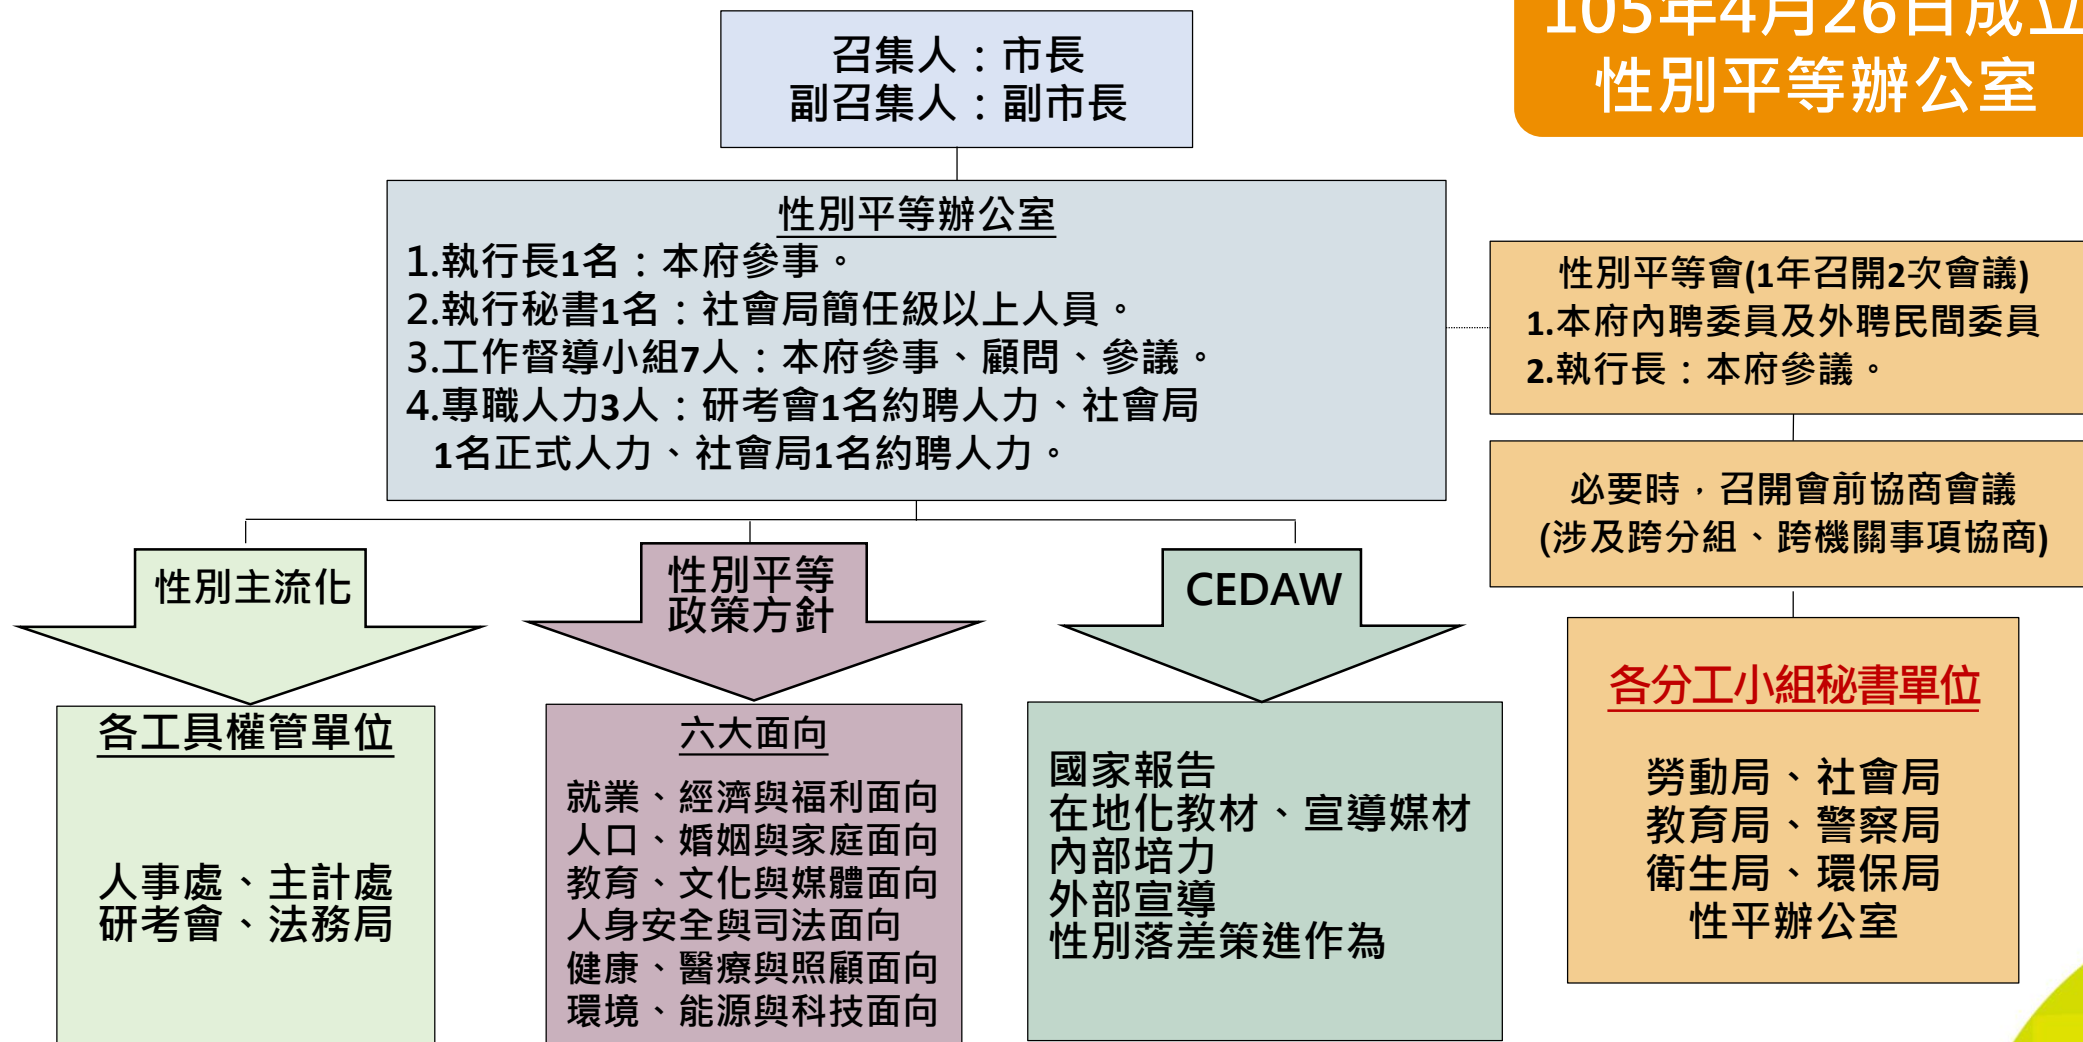 105年4月26日成立
性別平等辦公室
召集人：市長
副召集人：副市長
性別平等辦公室
1.執行長1名：本府參事。
2.執行秘書1名：社會局簡任級以上人員。
3.工作督導小組7人：本府參事、顧問、參議。
4.專職人力3人：研考會1名約聘人力、社會局
1名正式人力、社會局1名約聘人力。
性別平等會(1年召開2次會議)
1.本府內聘委員及外聘民間委員
2.執行長：本府參議。
必要時，召開會前協商會議
(涉及跨分組、跨機關事項協商)
各分工小組秘書單位
勞動局、社會局
教育局、警察局
衛生局、環保局
性平辦公室
性別主流化
各工具權管單位
人事處、主計處
研考會、法務局
性別平等
政策方針
六大面向
就業、經濟與福利面向
人口、婚姻與家庭面向
教育、文化與媒體面向
人身安全與司法面向
健康、醫療與照顧面向
環境、能源與科技面向
CEDAW
國家報告
在地化教材、宣導媒材
內部培力
外部宣導
性別落差策進作為